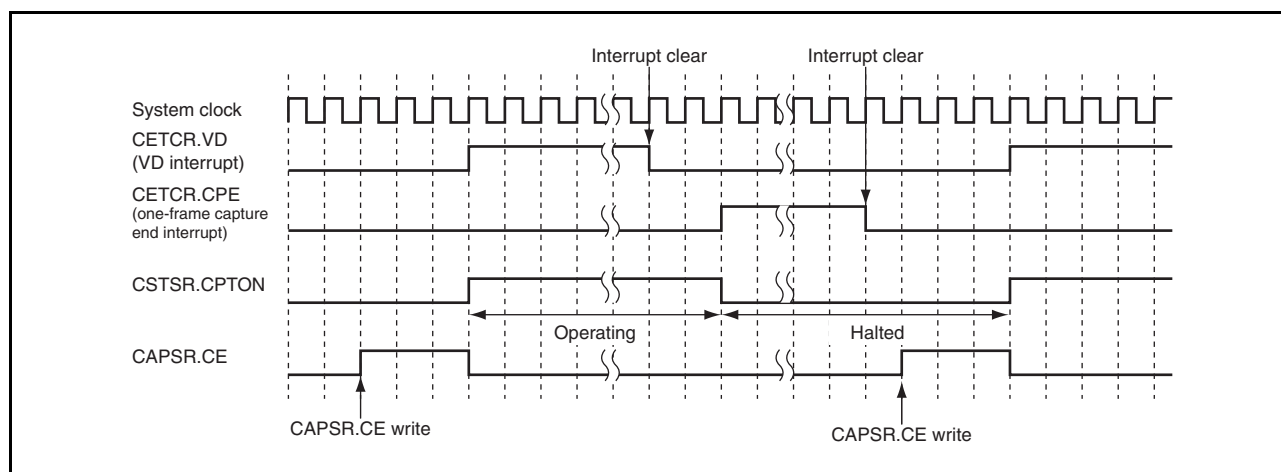 Interrupt clear
Interrupt clear
System clock
CETCR.VD
(VD interrupt)
CETCR.CPE
(one-frame capture
end interrupt)
CSTSR.CPTON
Operating
Halted
CAPSR.CE
CAPSR.CE write
CAPSR.CE write